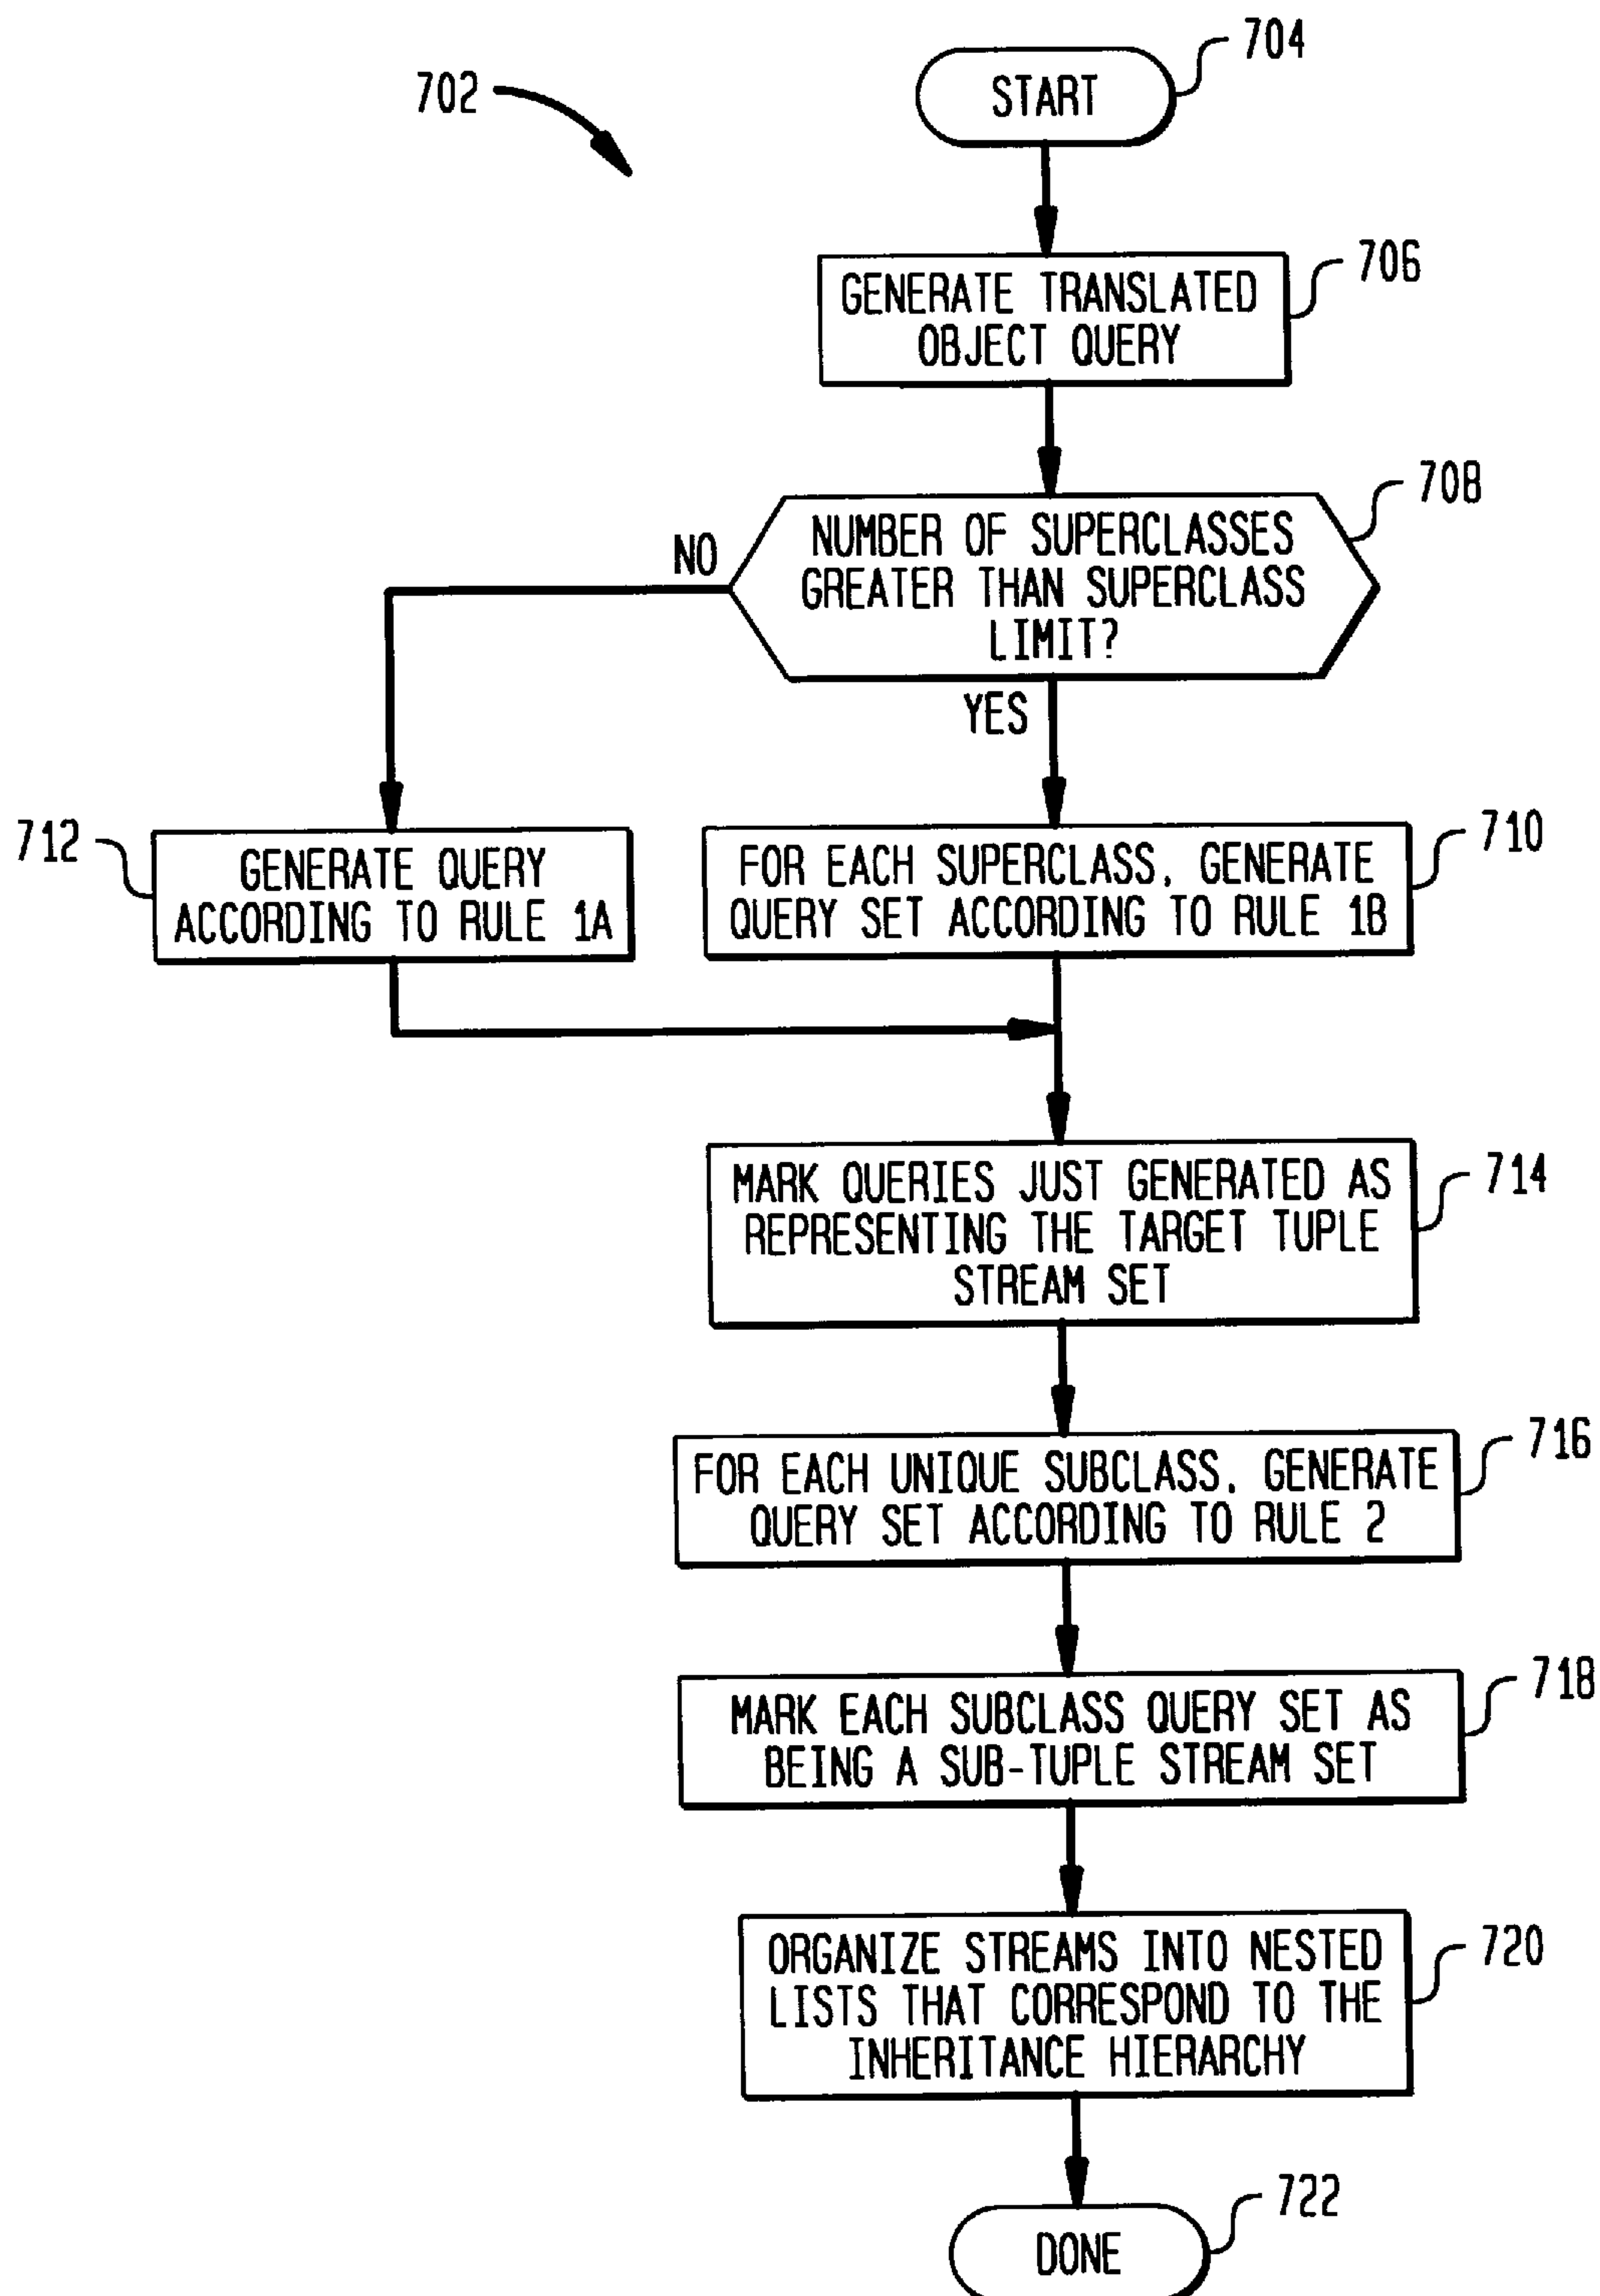 702
704
START
706
GENERATE TRANSLATED
OBJECT QUERY
708
NUMBER OF SUPERCLASSES
GREATER THAN SUPERCLASS
LIMIT?
NO
YES
712
GENERATE QUERY
ACCORDING TO RULE 1A
710
FOR EACH SUPERCLASS, GENERATE
QUERY SET ACCORDING TO RULE 1B
714
MARK QUERIES JUST GENERATED AS
REPRESENTING THE TARGET TUPLE
STREAM SET
716
FOR EACH UNIQUE SUBCLASS, GENERATE
QUERY SET ACCORDING TO RULE 2
718
MARK EACH SUBCLASS QUERY SET AS
BEING A SUB-TUPLE STREAM SET
720
ORGANIZE STREAMS INTO NESTED
LISTS THAT CORRESPOND TO THE
INHERITANCE HIERARCHY
722
DONE